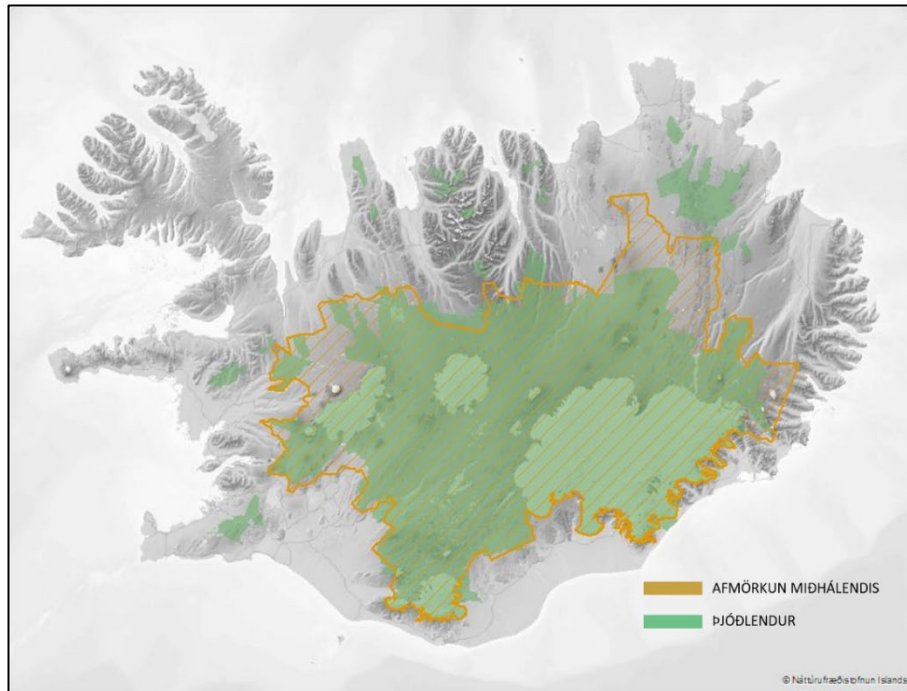 AFMÖRKUN MIÐHÁLENDIS
ÞJÓÐLENDUR
© Náttúrufræðistofnun Íslands